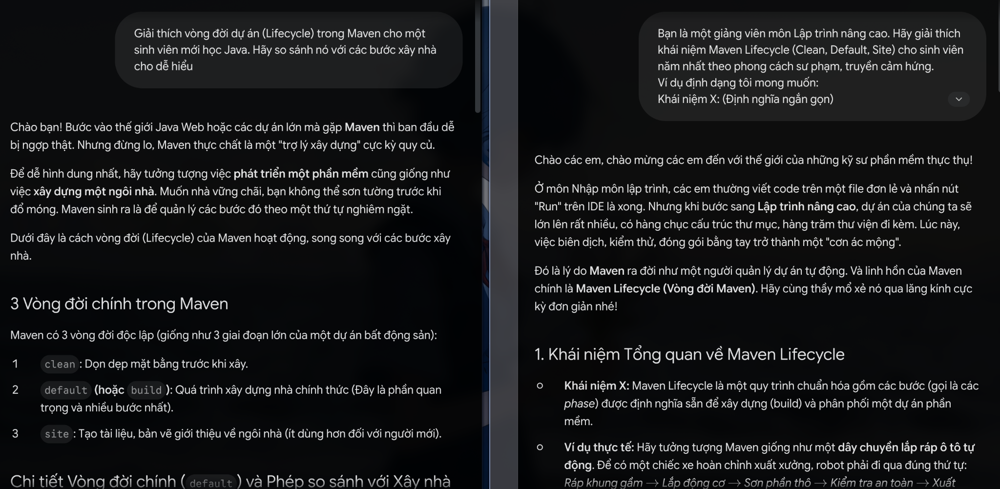 Giải thích vòng đời dự án (Lifecycle) trong Maven cho một
sinh viên mới học Java. Hãy so sánh nó với các bước xây nhà
cho dễ hiểu
Chào bạn! Bước vào thế giới Java Web hoặc các dự án lớn mà gặp Maven thì ban đầu dễ
bị ngợp thật. Nhưng đừng lo, Maven thực chất là một "trợ lý xây dựng" cực kỳ quy củ.
Để dễ hình dung nhất, hãy tưởng tượng việc phát triển một phần mềm cũng giống như
việc xây dựng một ngôi nhà. Muốn nhà vững chãi, bạn không thể sơn tường trước khi
đổ móng. Maven sinh ra là để quản lý các bước đó theo một thứ tự nghiêm ngặt.
Dưới đây là cách vòng đời (Lifecycle) của Maven hoạt động, song song với các bước xây
nhà.
3 Vòng đời chính trong Maven
Maven có 3 vòng đời độc lập (giống như 3 giai đoạn lớn của một dự án bất động sản):
1 clean : Dọn dẹp mặt bằng trước khi xây.
2 default (hoặc build ): Quá trình xây dựng nhà chính thức (Đây là phần quan
trọng và nhiều bước nhất).
3 site : Tạo tài liệu, bản vẽ giới thiệu về ngôi nhà (ít dùng hơn đối với người mới).
Chi tiết Vòng đời chính ( default ) và Phép so sánh với Xây nhà
Bạn là một giảng viên môn Lập trình nâng cao. Hãy giải thích
khái niệm Maven Lifecycle (Clean, Default, Site) cho sinh viên
năm nhất theo phong cách sư phạm, truyền cảm hứng.
Ví dụ định dạng tôi mong muốn:
Khái niệm X: (Định nghĩa ngắn gọn)
Chào các em, chào mừng các em đến với thế giới của những kỹ sư phần mềm thực thụ!
Ở môn Nhập môn lập trình, các em thường viết code trên một file đơn lẻ và nhấn nút
"Run" trên IDE là xong. Nhưng khi bước sang Lập trình nâng cao, dự án của chúng ta sẽ
lớn lên rất nhiều, có hàng chục cấu trúc thư mục, hàng trăm thư viện đi kèm. Lúc này,
việc biên dịch, kiểm thử, đóng gói bằng tay trở thành một "cơn ác mộng".
Đó là lý do Maven ra đời như một người quản lý dự án tự động. Và linh hồn của Maven
chính là Maven Lifecycle (Vòng đời Maven). Hãy cùng thầy mổ xẻ nó qua lăng kính cực
kỳ đơn giản nhé!
1. Khái niệm Tổng quan về Maven Lifecycle
Khái niệm X: Maven Lifecycle là một quy trình chuẩn hóa gồm các bước (gọi là các
phase) được định nghĩa sẵn để xây dựng (build) và phân phối một dự án phần
mềm.
Ví dụ thực tế: Hãy tưởng tượng Maven giống như một dây chuyền lắp ráp ô tô tự
động. Để có một chiếc xe hoàn chỉnh xuất xưởng, robot phải đi qua đúng thứ tự:
Ráp khung gầm → Lắp động cơ → Sơn phần thô → Kiểm tra an toàn → Xuất